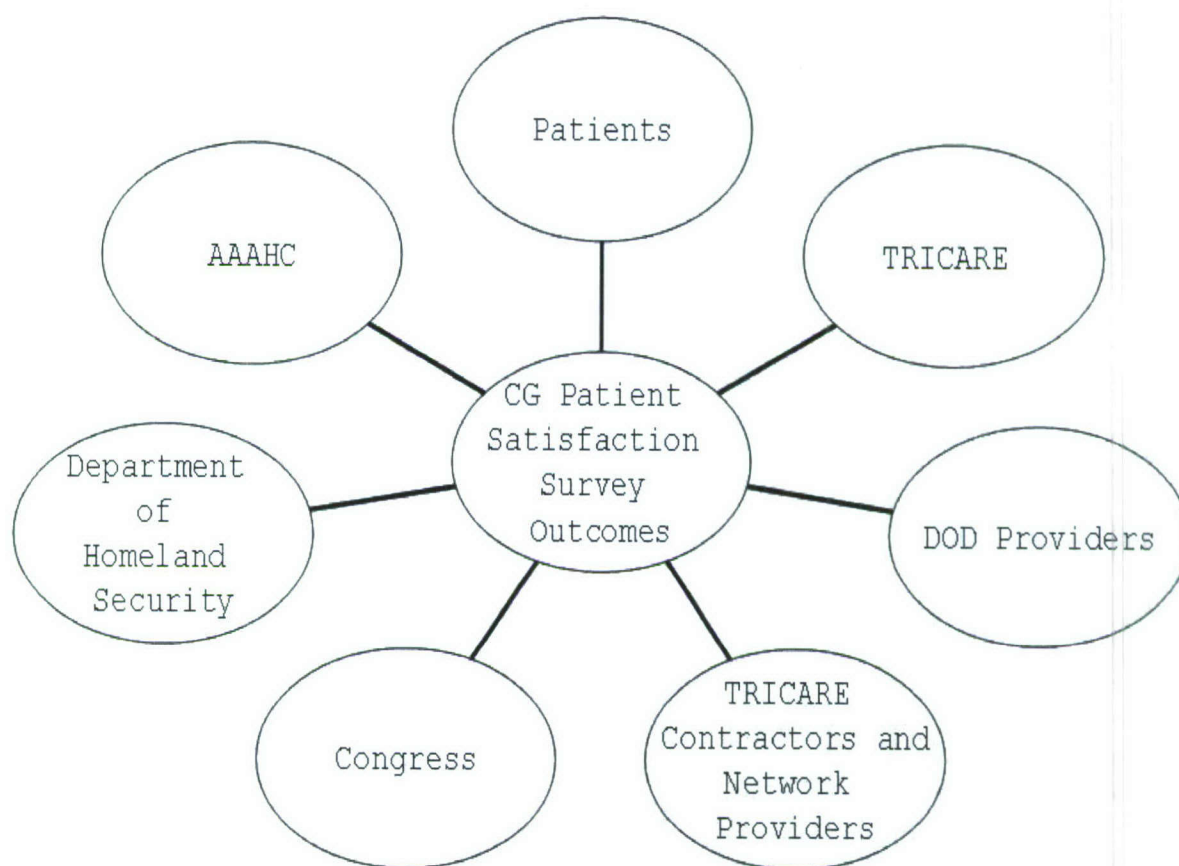 Patients
AAAHC
TRICARE
CG Patient
Satisfaction
Survey
Outcomes
Department
of
Homeland
Security
DOD Providers
Congress
TRICARE
Contractors and
Network
Providers